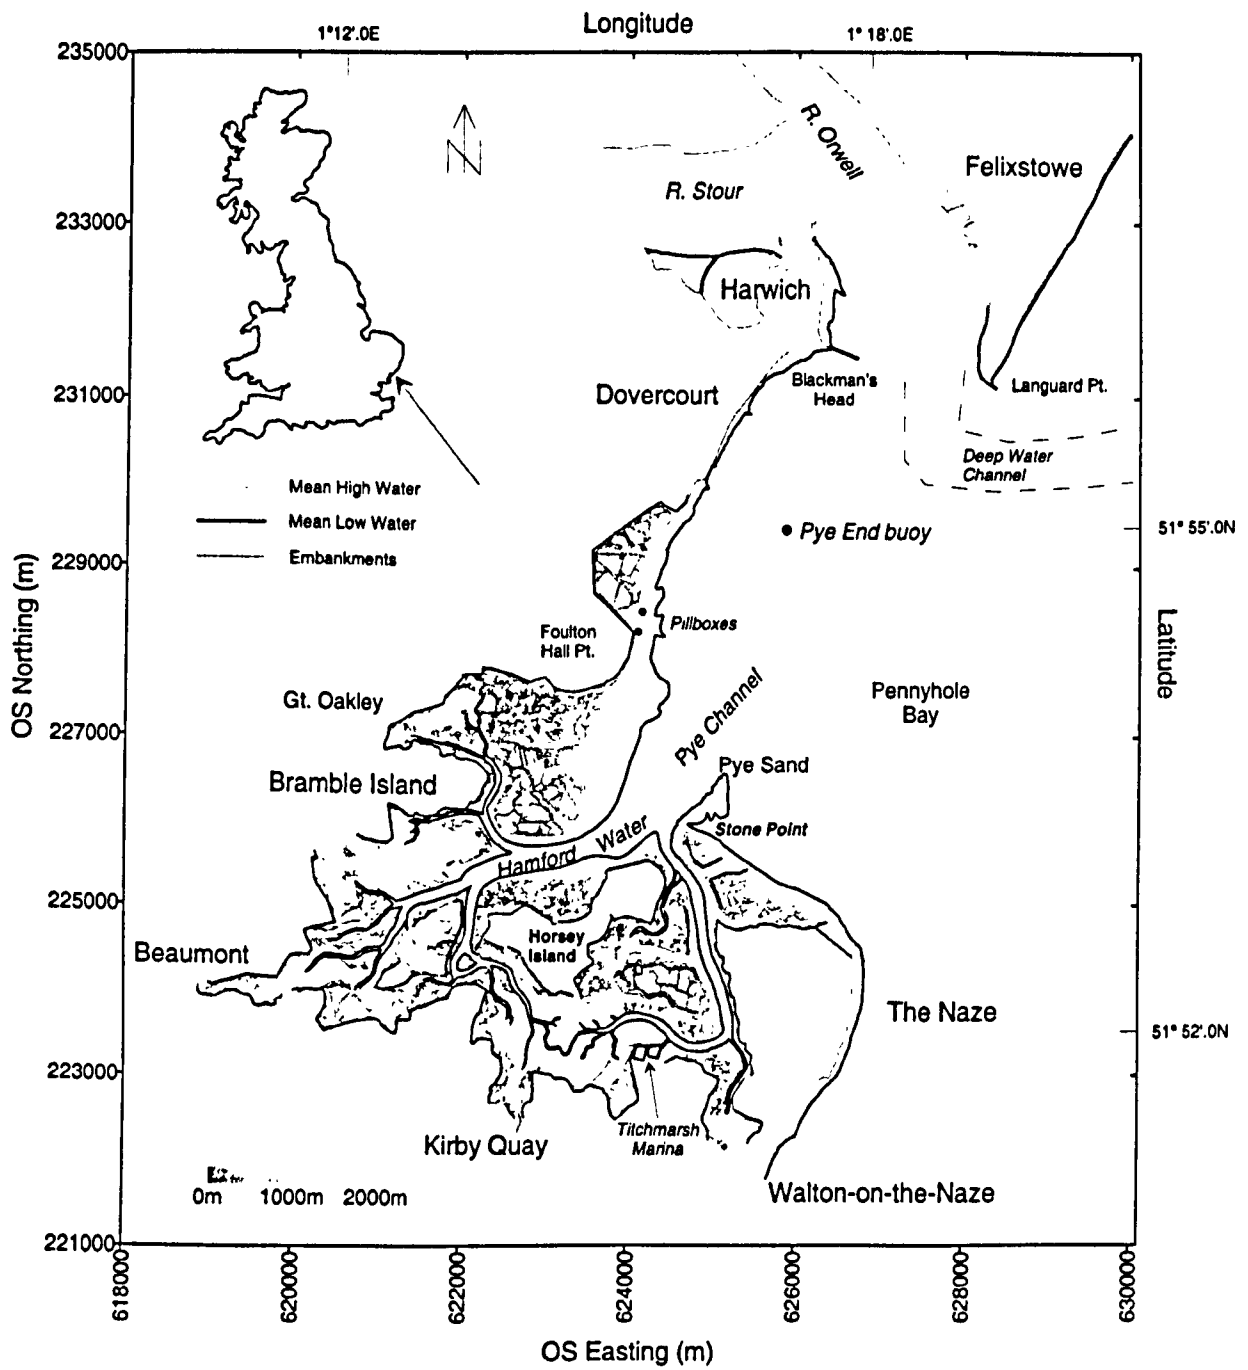 Longitude
1° 12'.0E
1° 18'.0E
235000
233000
231000
229000
227000
225000
223000
221000
OS Northing (m)
N
R. Orwell
Felixstowe
R. Stour
Harwich
Dovercourt
Blackman's
Head
Languard Pt.
Deep Water
Channel
Mean High Water
Mean Low Water
Embankments
Pye End buoy
51° 55'.0N
Latitude
Foulton
Hall Pt.
Pillboxes
Gt. Oakley
Pye Channel
Pennyhole
Bay
Bramble Island
Pye Sand
Stone Point
Hamford Water
Beaumont
Horsey
Island
The Naze
51° 52'.0N
Kirby Quay
Titchmarsh
Marina
Walton-on-the-Naze
0m 1000m 2000m
618000
620000
622000
624000
626000
628000
630000
OS Easting (m)